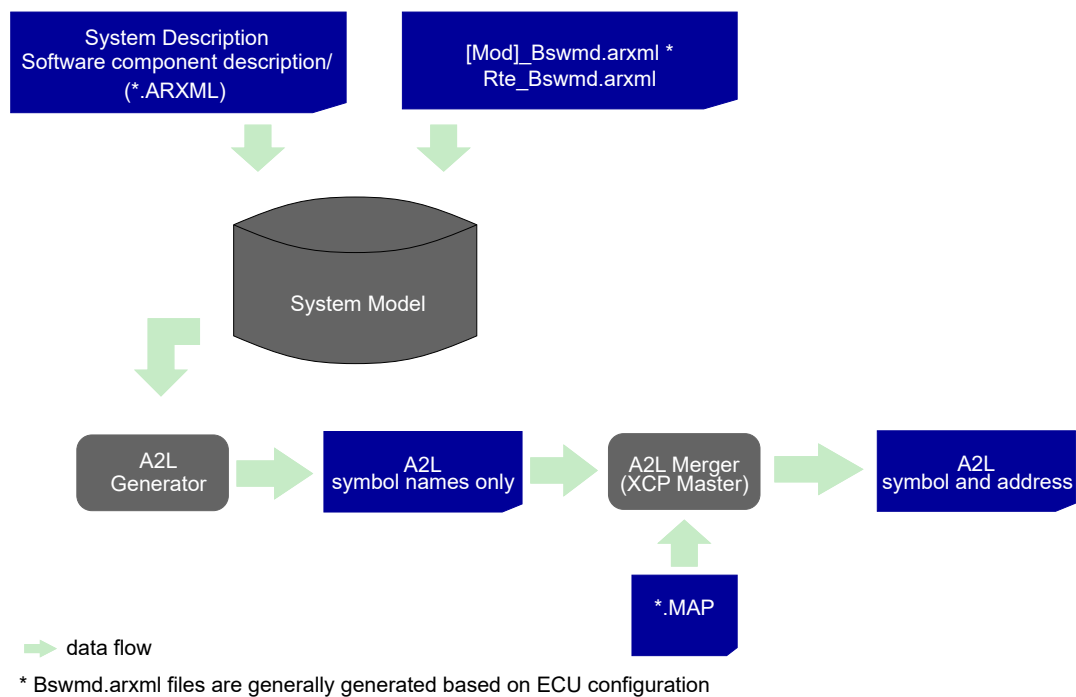 System Description
Software component description/
(*.ARXML)
[Mod]_Bswmd.arxml *
Rte_Bswmd.arxml
System Model
A2L
Generator
A2L
symbol names only
A2L Merger
(XCP Master)
A2L
symbol and address
*.MAP
data flow
* Bswmd.arxml files are generally generated based on ECU configuration